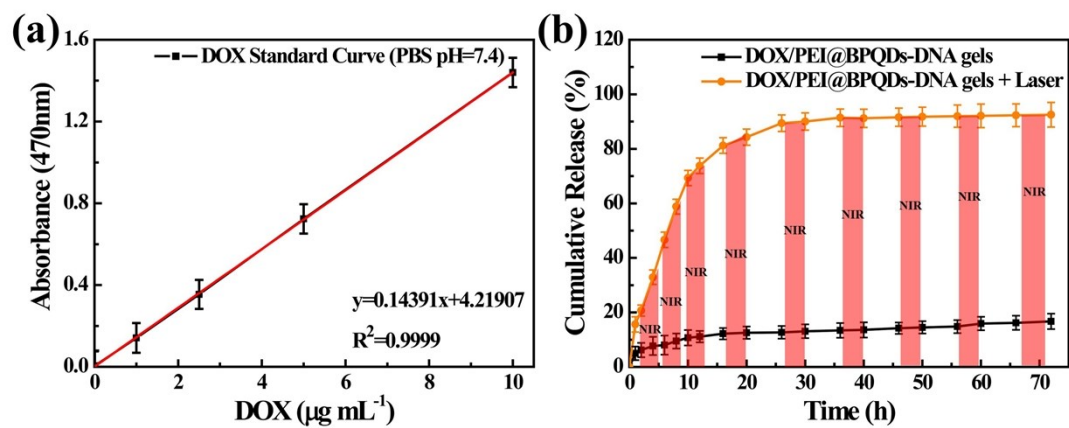 (a)
DOX Standard Curve (PBS pH=7.4)
1.6
1.2
0.8
0.4
0.0
Absorbance (470nm)
y=0.14391x+4.21907
R²=0.9999
0 2 4 6 8 10
DOX (μg mL⁻¹)
(b)
DOX/PEI@BPQDs-DNA gels
DOX/PEI@BPQDs-DNA gels + Laser
120
100
80
60
40
20
0
Cumulative Release (%)
NIR
NIR
NIR
NIR
NIR
NIR
NIR
NIR
NIR
0 10 20 30 40 50 60 70
Time (h)